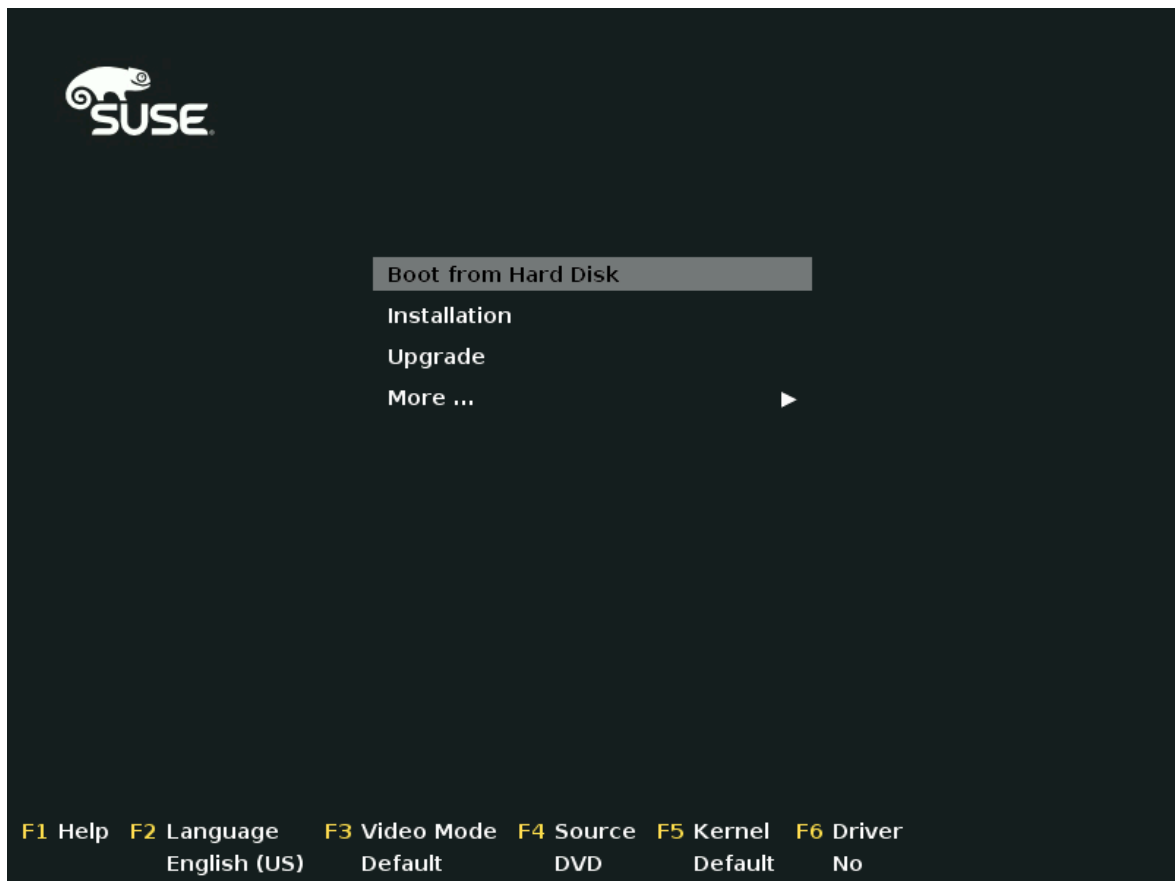 SUSE
Boot from Hard Disk
Installation
Upgrade
More ...
F1 Help F2 Language F3 Video Mode F4 Source F5 Kernel F6 Driver
English (US) Default DVD Default No